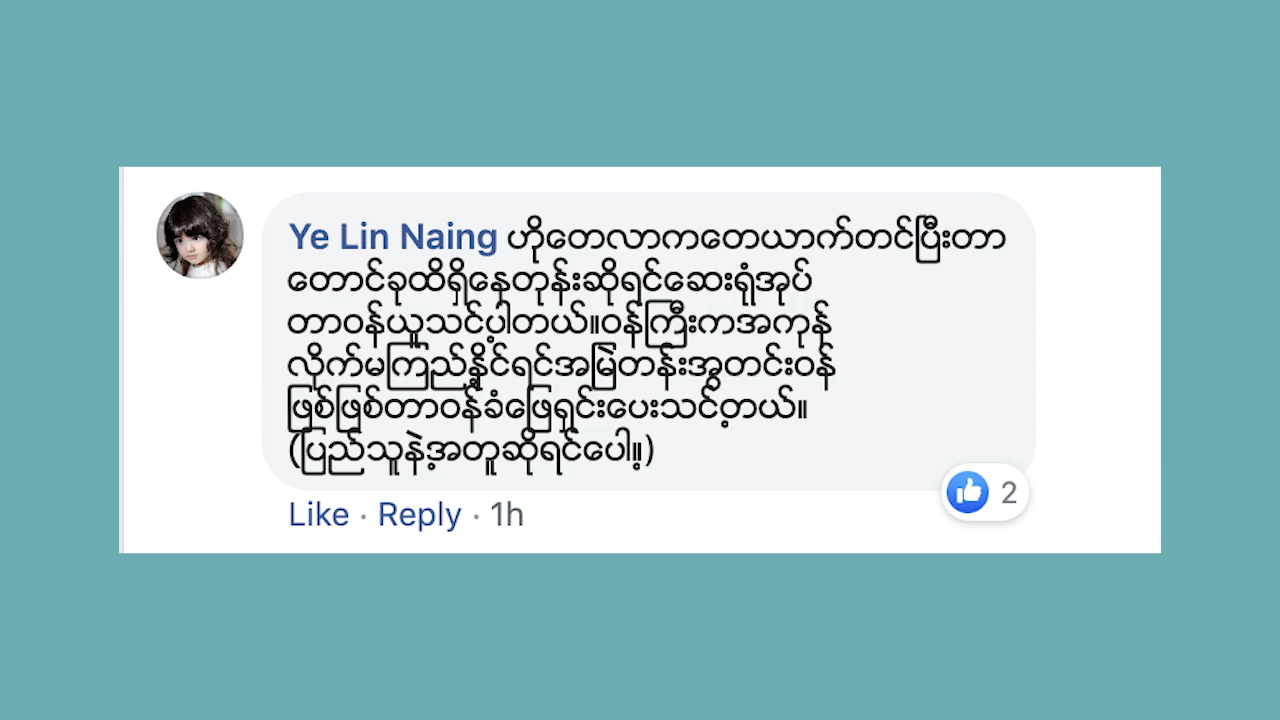 Ye Lin Naing ဟိုတေလာကတေယာက်တင်ပြီးတာ
တောင်ခုထိရှိနေတုန်းဆိုရင်ဆေးရုံအုပ်
တာဝန်ယူသင့်ပါတယ်။ဝန်ကြီးကအကုန်
လိုက်မကြည့်နိုင်ရင်အမြဲတန်းအတွင်းဝန်
ဖြစ်ဖြစ်တာဝန်ခံဖြေရှင်းပေးသင့်တယ်။
(ပြည်သူနဲ့အတူဆိုရင်ပေါ့။)
Like · Reply · 1h
2